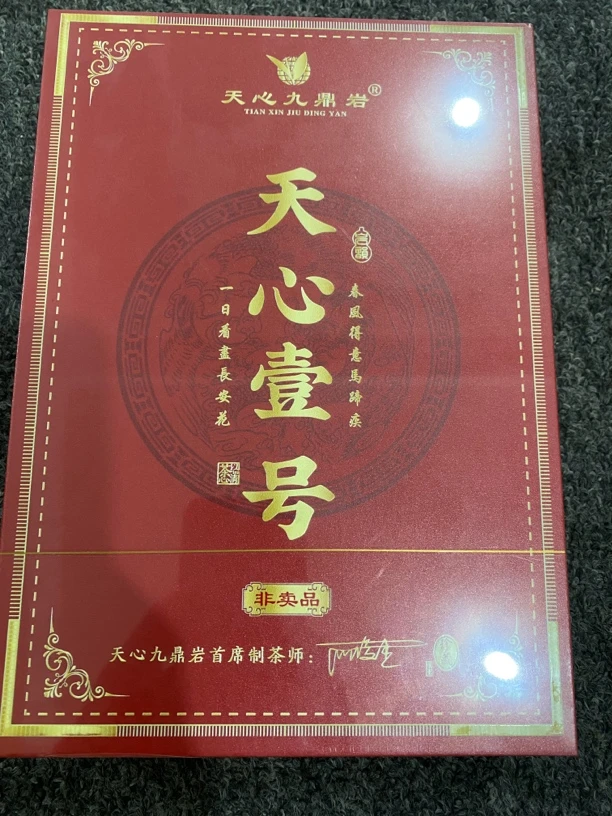 天心九鼎岩®
TIAN XIN JIU DING YAN
天心壹号
春風得意馬蹄疾
一日看盡長安花
非卖品
天心九鼎岩首席制茶师：